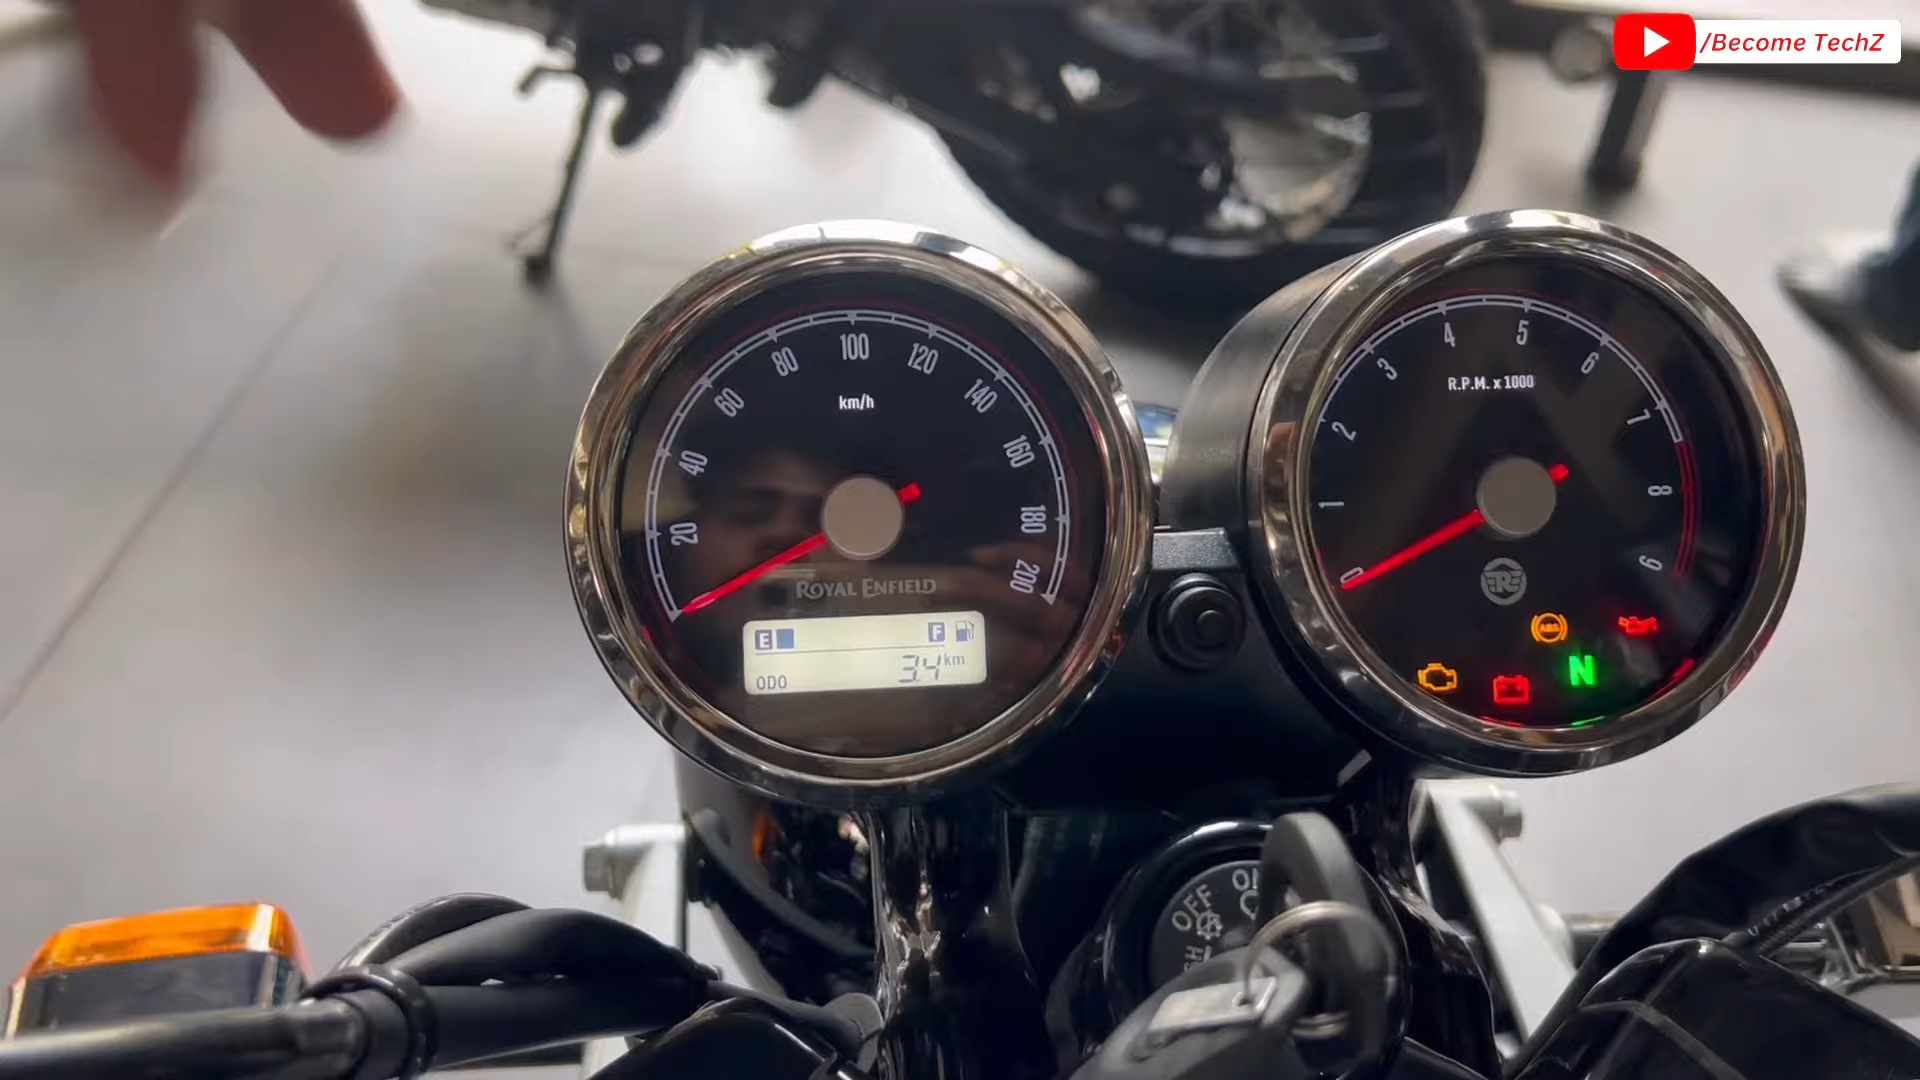 /Become TechZ
20
40
60
80
100
120
140
160
180
200
km/h
ROYAL ENFIELD
E F
3.4 km
ODO
0
1
2
3
4
5
6
7
8
9
R.P.M. x 1000
R
ABS
N
OFF